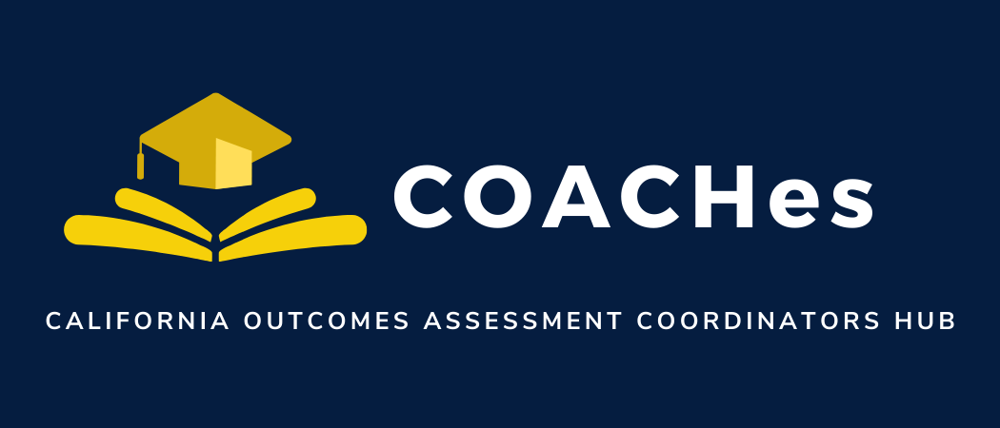 COACHes
CALIFORNIA OUTCOMES ASSESSMENT COORDINATORS HUB